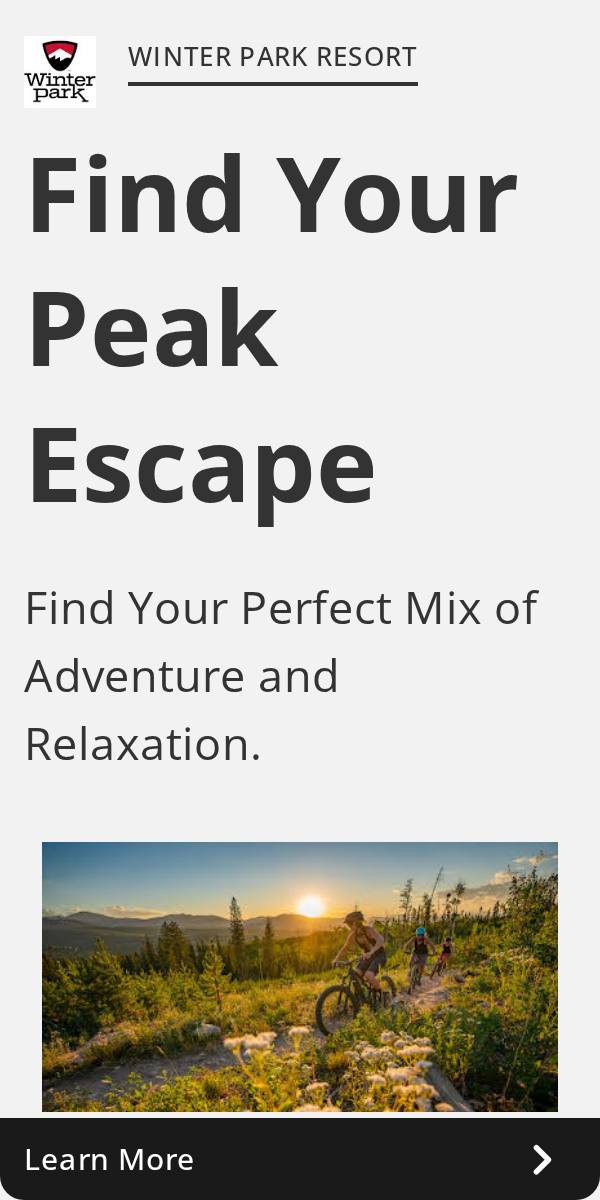 Winter
park
WINTER PARK RESORT
Find Your
Peak
Escape
Find Your Perfect Mix of
Adventure and
Relaxation.
Learn More